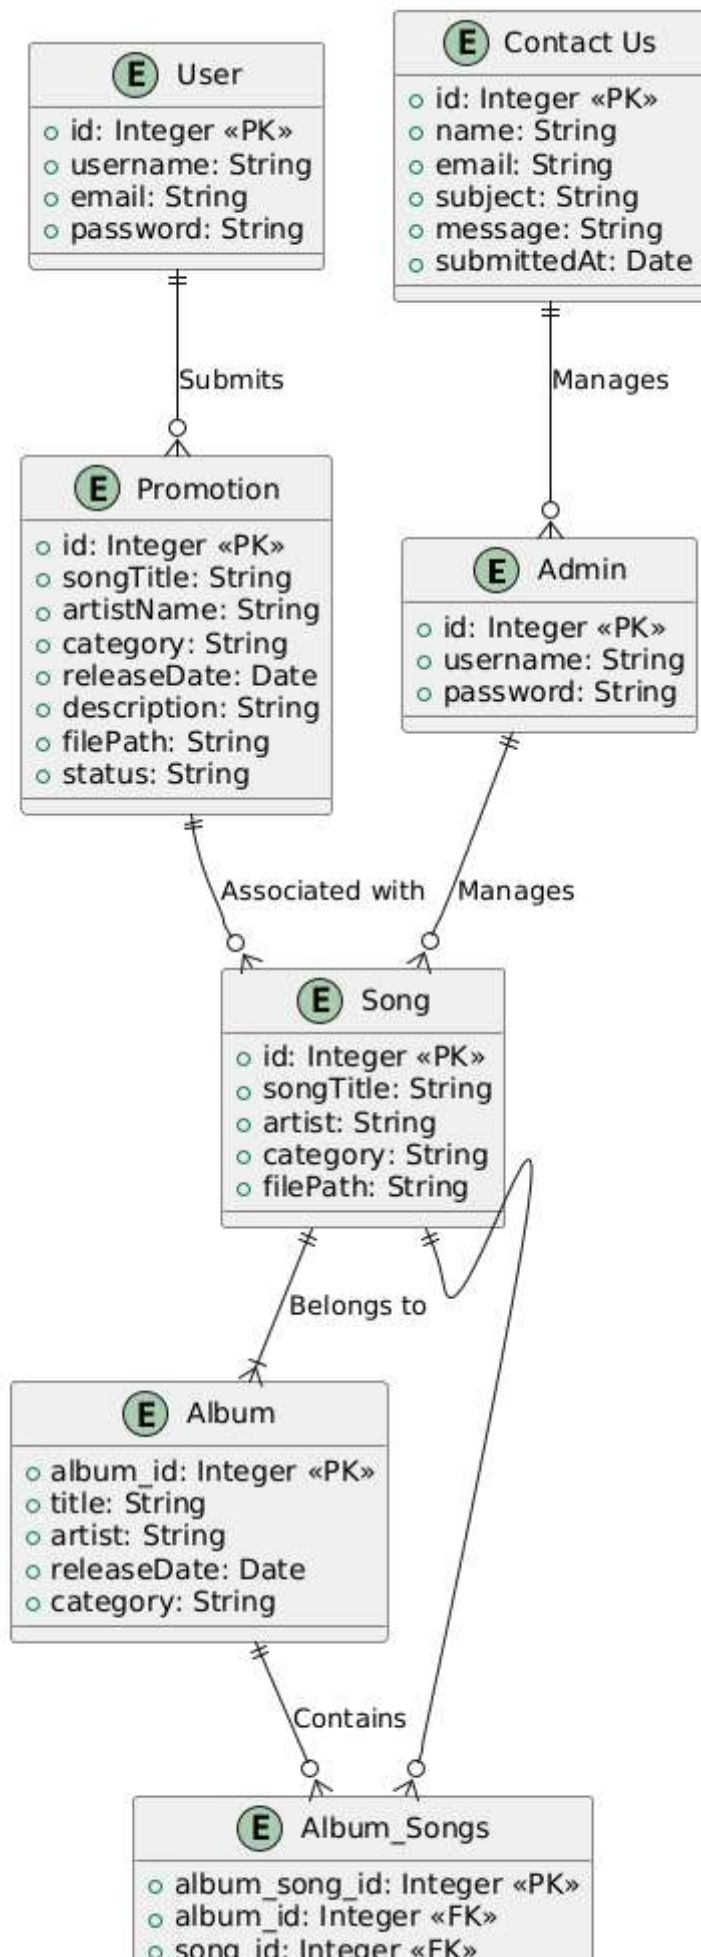 E User
id: Integer «PK»
username: String
email: String
password: String
E Contact Us
id: Integer «PK»
name: String
email: String
subject: String
message: String
submittedAt: Date
Submits
Manages
E Promotion
id: Integer «PK»
songTitle: String
artistName: String
category: String
releaseDate: Date
description: String
filePath: String
status: String
E Admin
id: Integer «PK»
username: String
password: String
Associated with
Manages
E Song
id: Integer «PK»
songTitle: String
artist: String
category: String
filePath: String
Belongs to
E Album
album_id: Integer «PK»
title: String
artist: String
releaseDate: Date
category: String
Contains
E Album_Songs
album_song_id: Integer «PK»
album_id: Integer «FK»
song_id: Integer «FK»